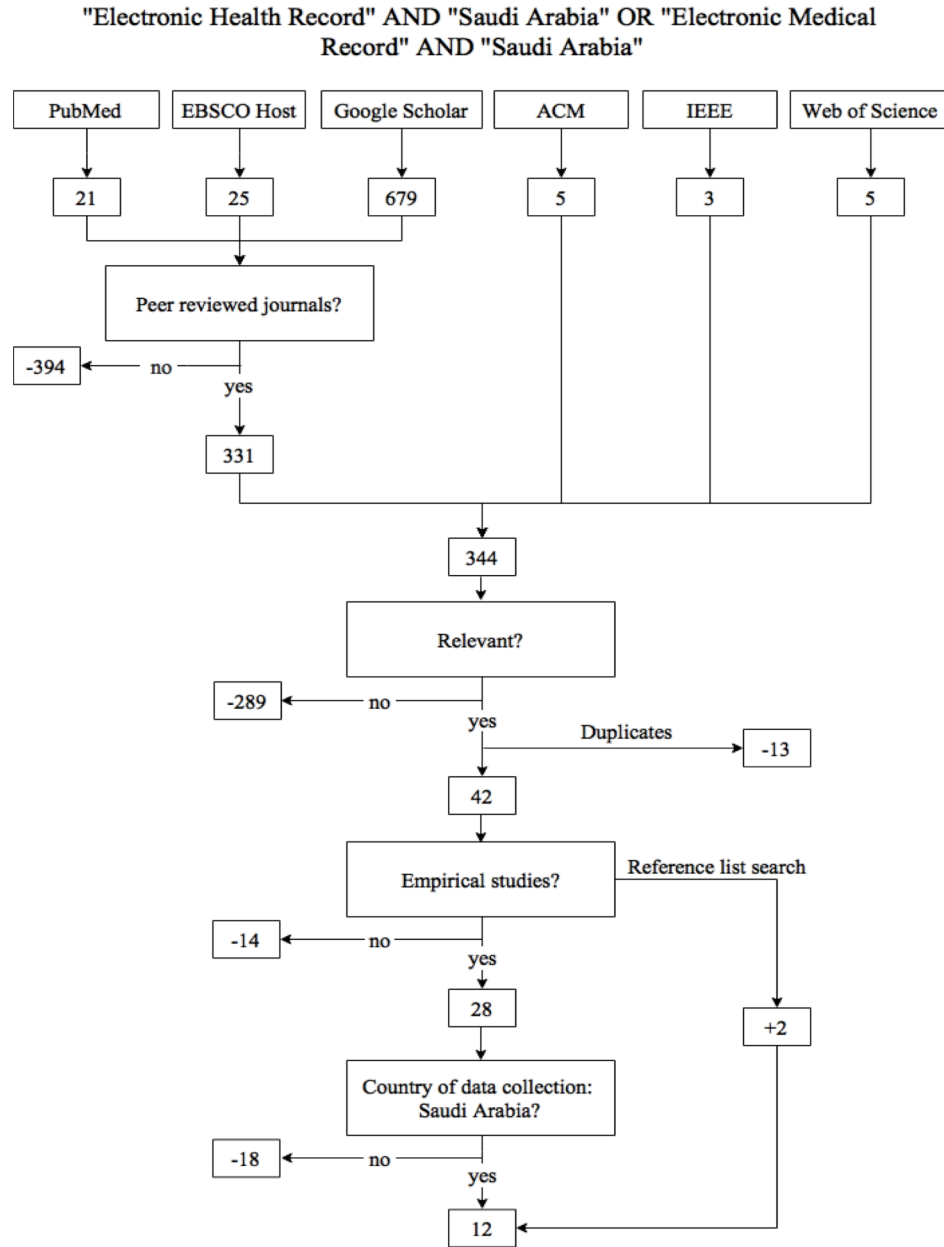 "Electronic Health Record" AND "Saudi Arabia" OR "Electronic Medical
Record" AND "Saudi Arabia"
PubMed
EBSCO Host
Google Scholar
ACM
IEEE
Web of Science
21
25
679
5
3
5
Peer reviewed journals?
-394
no
yes
331
344
Relevant?
-289
no
yes
Duplicates
-13
42
Empirical studies?
Reference list search
-14
no
yes
28
+2
Country of data collection:
Saudi Arabia?
-18
no
yes
12